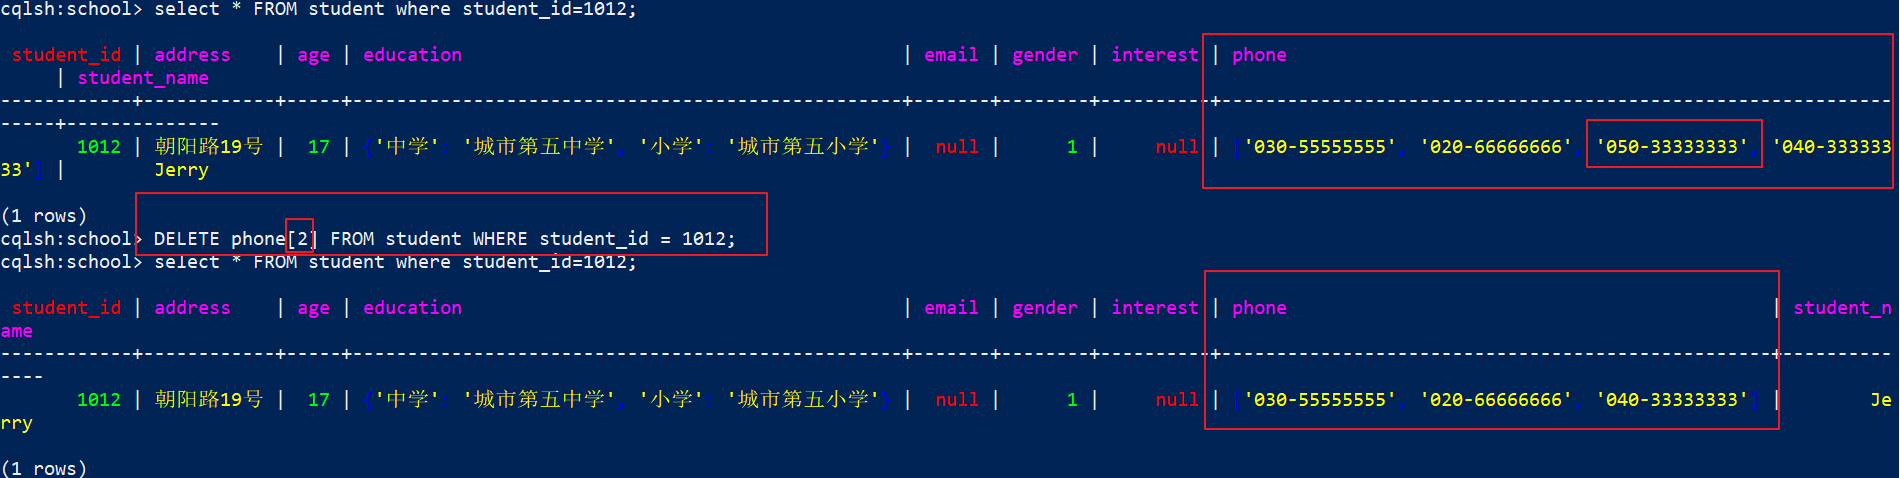 cqlsh:school> select * FROM student where student_id=1012;
student_id | address | age | education | email | gender | interest | phone
| student_name
------------+------------+-----+--------------------------------------------------+-------+--------+----------+-------------------------------------------------------------
-----+--------------
1012 | 朝阳路19号 | 17 | {'中学': '城市第五中学', '小学': '城市第五小学'} | null | 1 | null | ['030-55555555', '020-66666666', '050-33333333', '040-333333
33'] | Jerry
(1 rows)
cqlsh:school> DELETE phone[2] FROM student WHERE student_id = 1012;
cqlsh:school> select * FROM student where student_id=1012;
student_id | address | age | education | email | gender | interest | phone | student_n
ame
------------+------------+-----+--------------------------------------------------+-------+--------+----------+--------------------------------------------------+----------
----
1012 | 朝阳路19号 | 17 | {'中学': '城市第五中学', '小学': '城市第五小学'} | null | 1 | null | ['030-55555555', '020-66666666', '040-33333333'] | Je
rry
(1 rows)